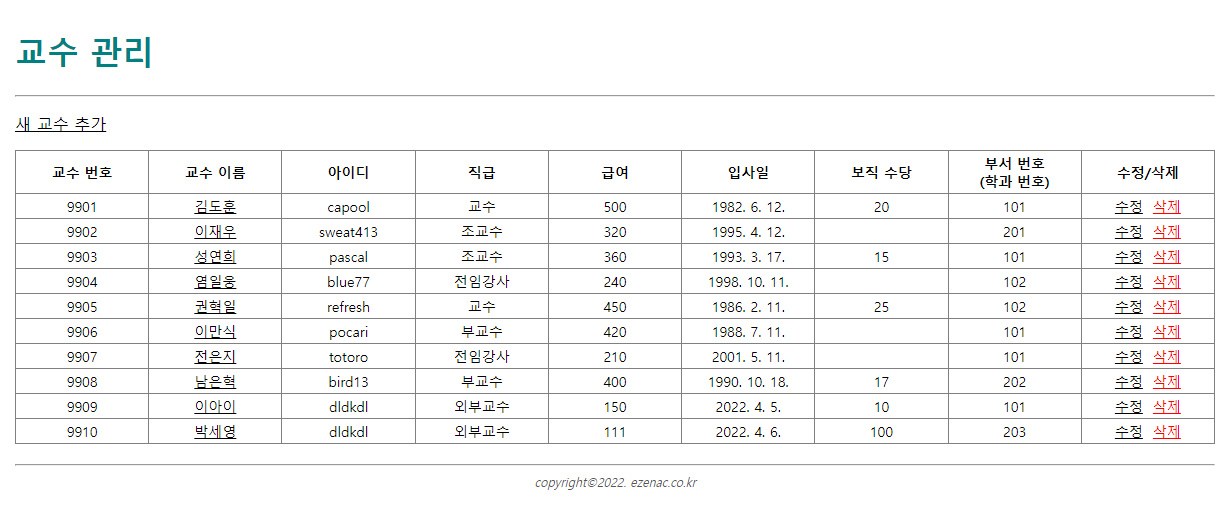 교수 관리
새 교수 추가
교수 번호 교수 이름 아이디 직급 급여 입사일 보직 수당 부서 번호 (학과 번호) 수정/삭제
9901 김도훈 capool 교수 500 1982. 6. 12. 20 101 수정 삭제
9902 이재우 sweat413 조교수 320 1995. 4. 12. 201 수정 삭제
9903 성연희 pascal 조교수 360 1993. 3. 17. 15 101 수정 삭제
9904 염일웅 blue77 전임강사 240 1998. 10. 11. 102 수정 삭제
9905 권혁일 refresh 교수 450 1986. 2. 11. 25 102 수정 삭제
9906 이만식 pocari 부교수 420 1988. 7. 11. 101 수정 삭제
9907 전은지 totoro 전임강사 210 2001. 5. 11. 101 수정 삭제
9908 남은혁 bird13 부교수 400 1990. 10. 18. 17 202 수정 삭제
9909 이아이 dldkdl 외부교수 150 2022. 4. 5. 10 101 수정 삭제
9910 박세영 dldkdl 외부교수 111 2022. 4. 6. 100 203 수정 삭제
copyright©2022. ezenac.co.kr